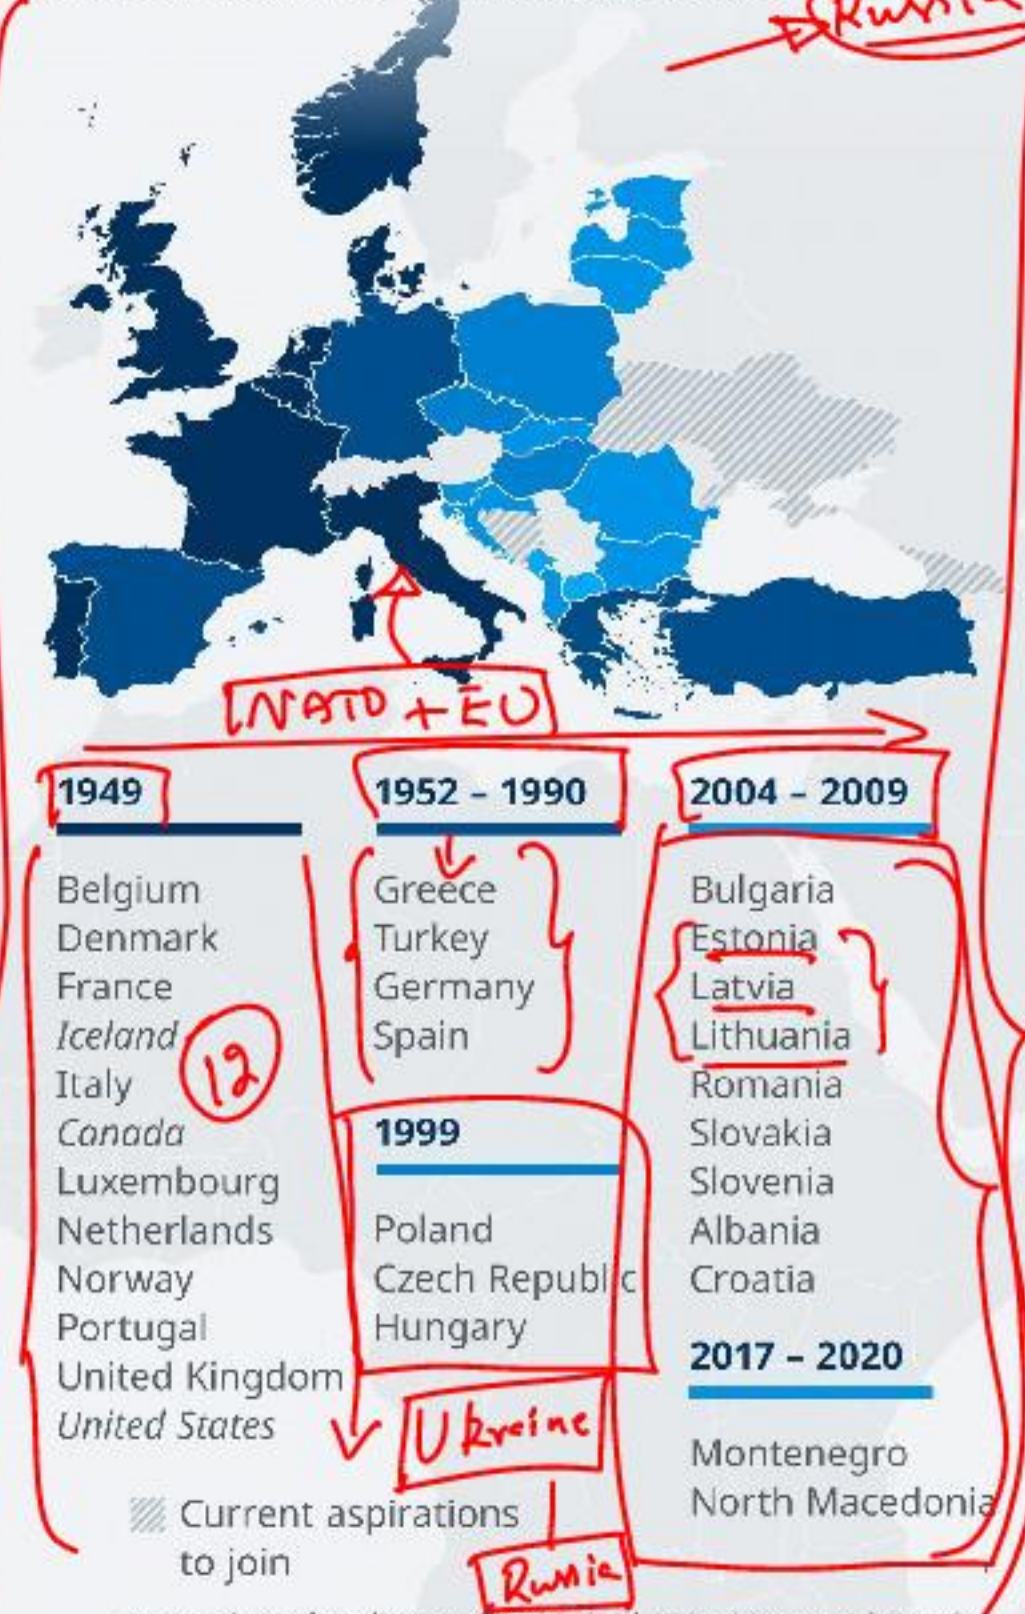 Russia
NATO + EU
1949
Belgium
Denmark
France
Iceland
Italy
Canada
Luxembourg
Netherlands
Norway
Portugal
United Kingdom
United States
12
1952 – 1990
Greece
Turkey
Germany
Spain
1999
Poland
Czech Republic
Hungary
2004 – 2009
Bulgaria
Estonia
Latvia
Lithuania
Romania
Slovakia
Slovenia
Albania
Croatia
2017 – 2020
Montenegro
North Macedonia
Ukraine
Russia
Current aspirations
to join